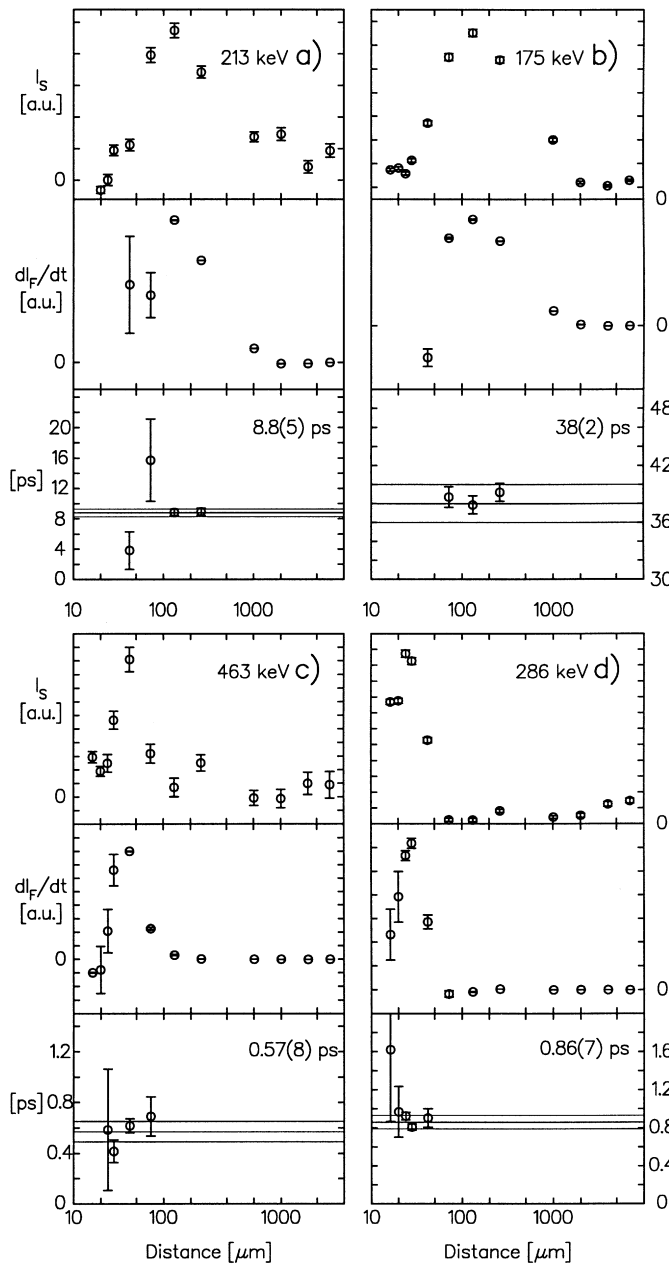 213 keV a)
175 keV b)
I_S
[a.u.]
0
0
dI_F/dt
[a.u.]
0
0
8.8(5) ps
38(2) ps
[ps]
20
16
12
8
4
0
48
42
36
30
10 100 1000
10 100 1000
463 keV c)
286 keV d)
I_S
[a.u.]
0
0
dI_F/dt
[a.u.]
0
0
0.57(8) ps
0.86(7) ps
[ps]
1.2
0.8
0.4
0
1.6
1.2
0.8
0.4
0
10 100 1000
10 100 1000
Distance [μm]
Distance [μm]